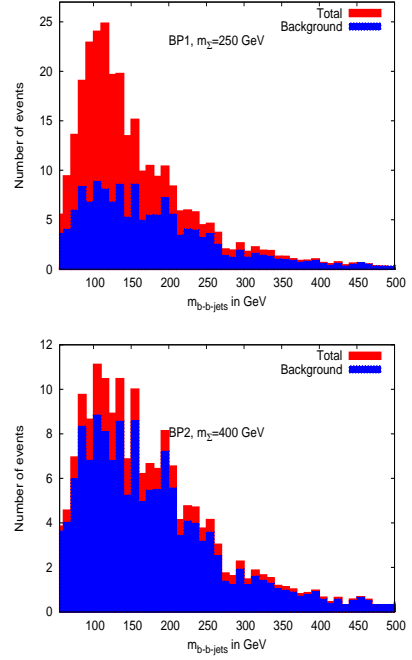 25
20
15
10
5
0
Number of events
BP1, m_Σ=250 GeV
Total
Background
100 150 200 250 300 350 400 450 500
m_b-b-jets in GeV
12
10
8
6
4
2
0
Number of events
BP2, m_Σ=400 GeV
Total
Background
100 150 200 250 300 350 400 450 500
m_b-b-jets in GeV